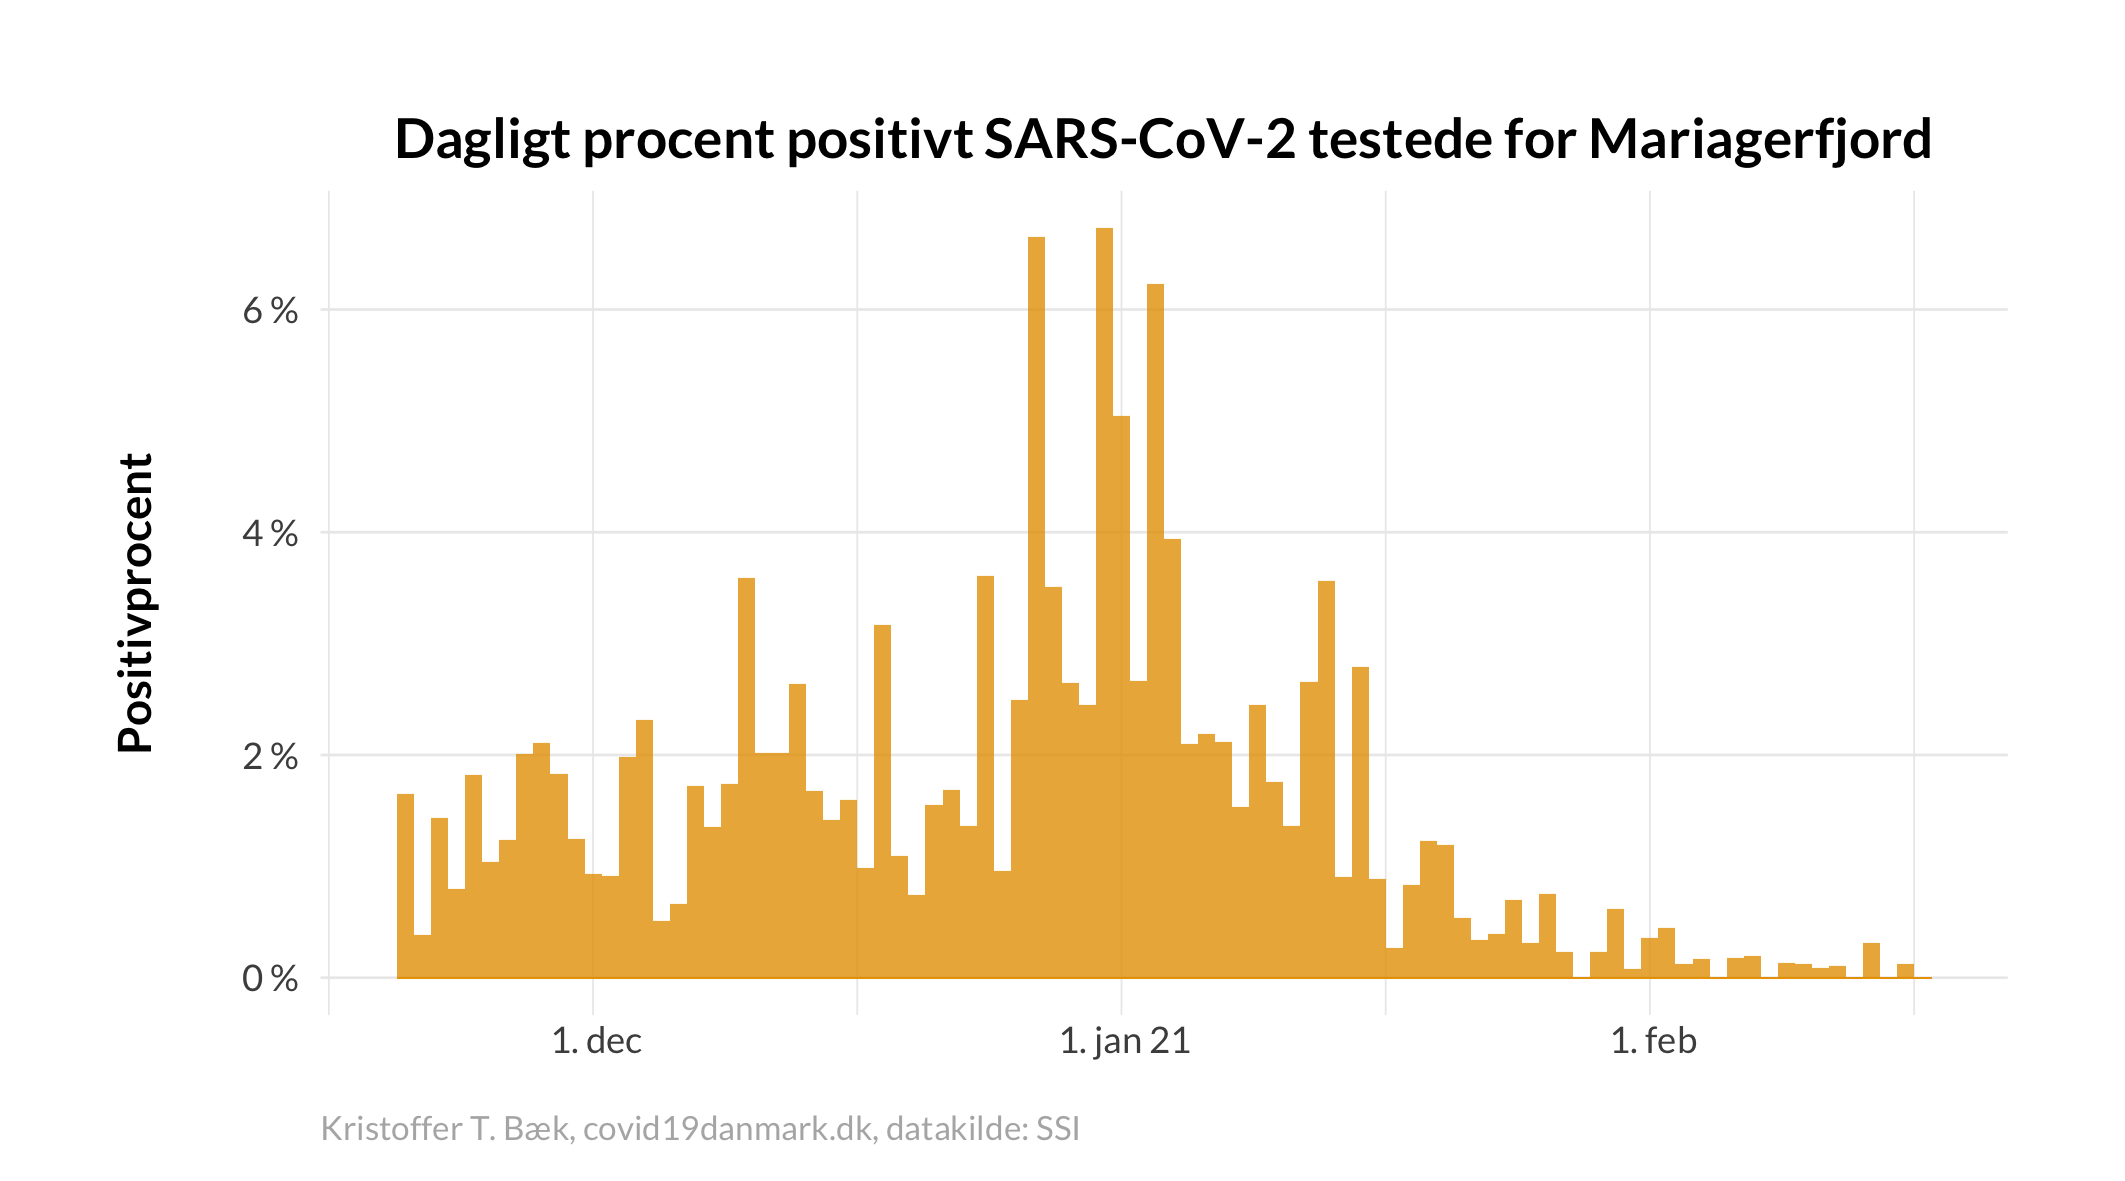 Dagligt procent positivt SARS-CoV-2 testede for Mariagerfjord
Positivprocent
6 %
4 %
2 %
0 %
1. dec
1. jan 21
1. feb
Kristoffer T. Bæk, covid19danmark.dk, datakilde: SSI